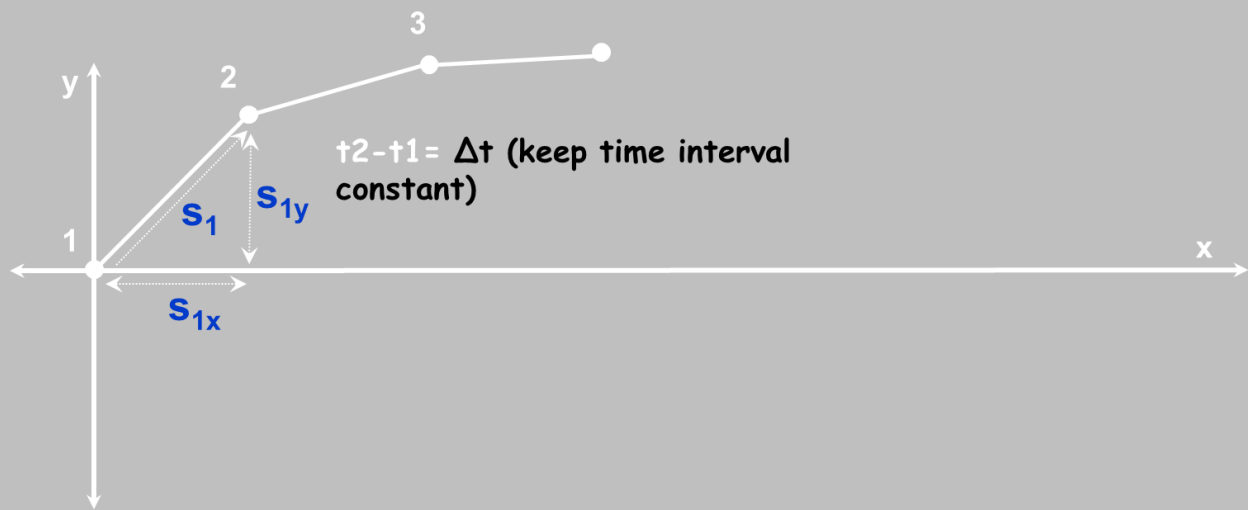 3
2
y
t2-t1= Δt (keep time interval
constant)
s1y
s1
1
x
s1x